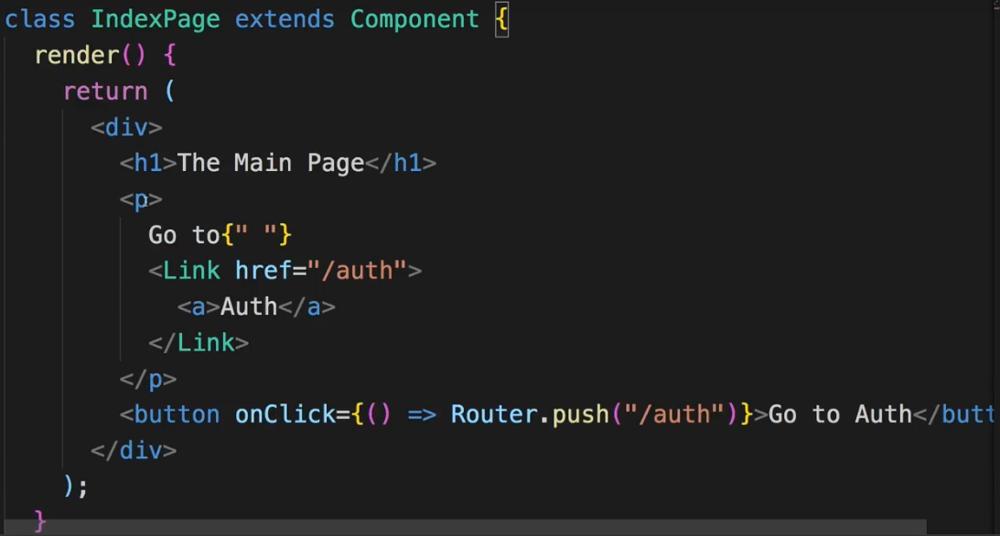 class IndexPage extends Component {
render() {
return (
<div>
<h1>The Main Page</h1>
<p>
Go to{" "}
<Link href="/auth">
<a>Auth</a>
</Link>
</p>
<button onClick={() => Router.push("/auth")}>Go to Auth</butt
</div>
);
}